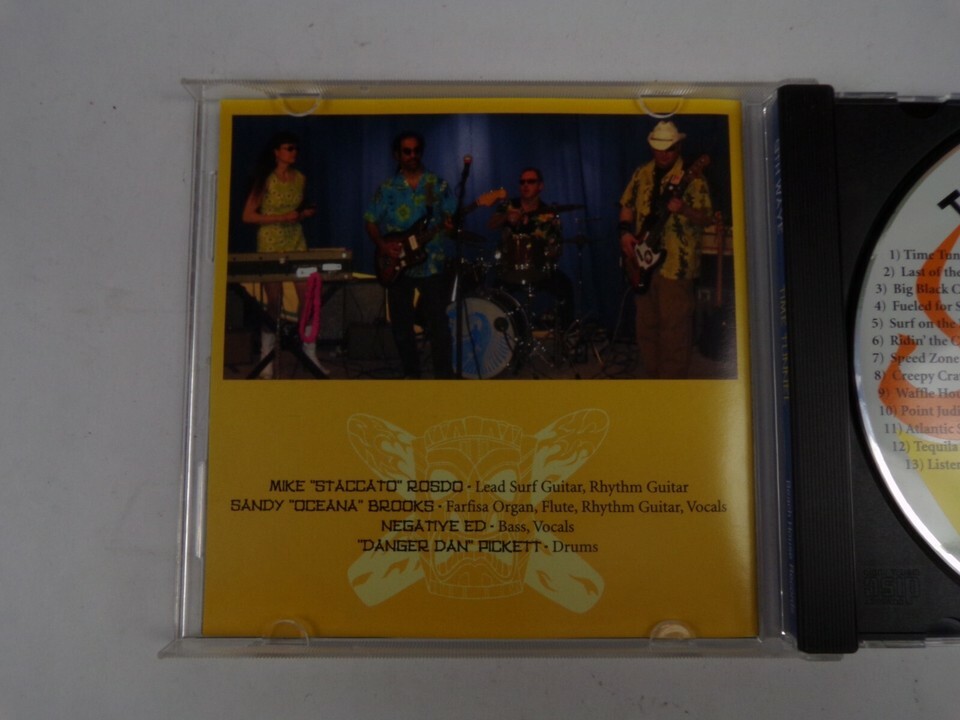 MIKE "STACCATO" ROSDO • Lead Surf Guitar, Rhythm Guitar
SANDY "OCEANA" BROOKS • Farfisa Organ, Flute, Rhythm Guitar, Vocals
NEGATIVE ED • Bass, Vocals
"DANGER DAN" PICKETT • Drums
1) Time Tun
2) Last of the
3) Big Black C
4) Fueled for S
5) Surf on the
6) Ridin' the C
7) Speed Zone
8) Creepy Cra
9) Waffle Hou
10) Point Judi
11) Atlantic S
12) Tequila
13) Listen